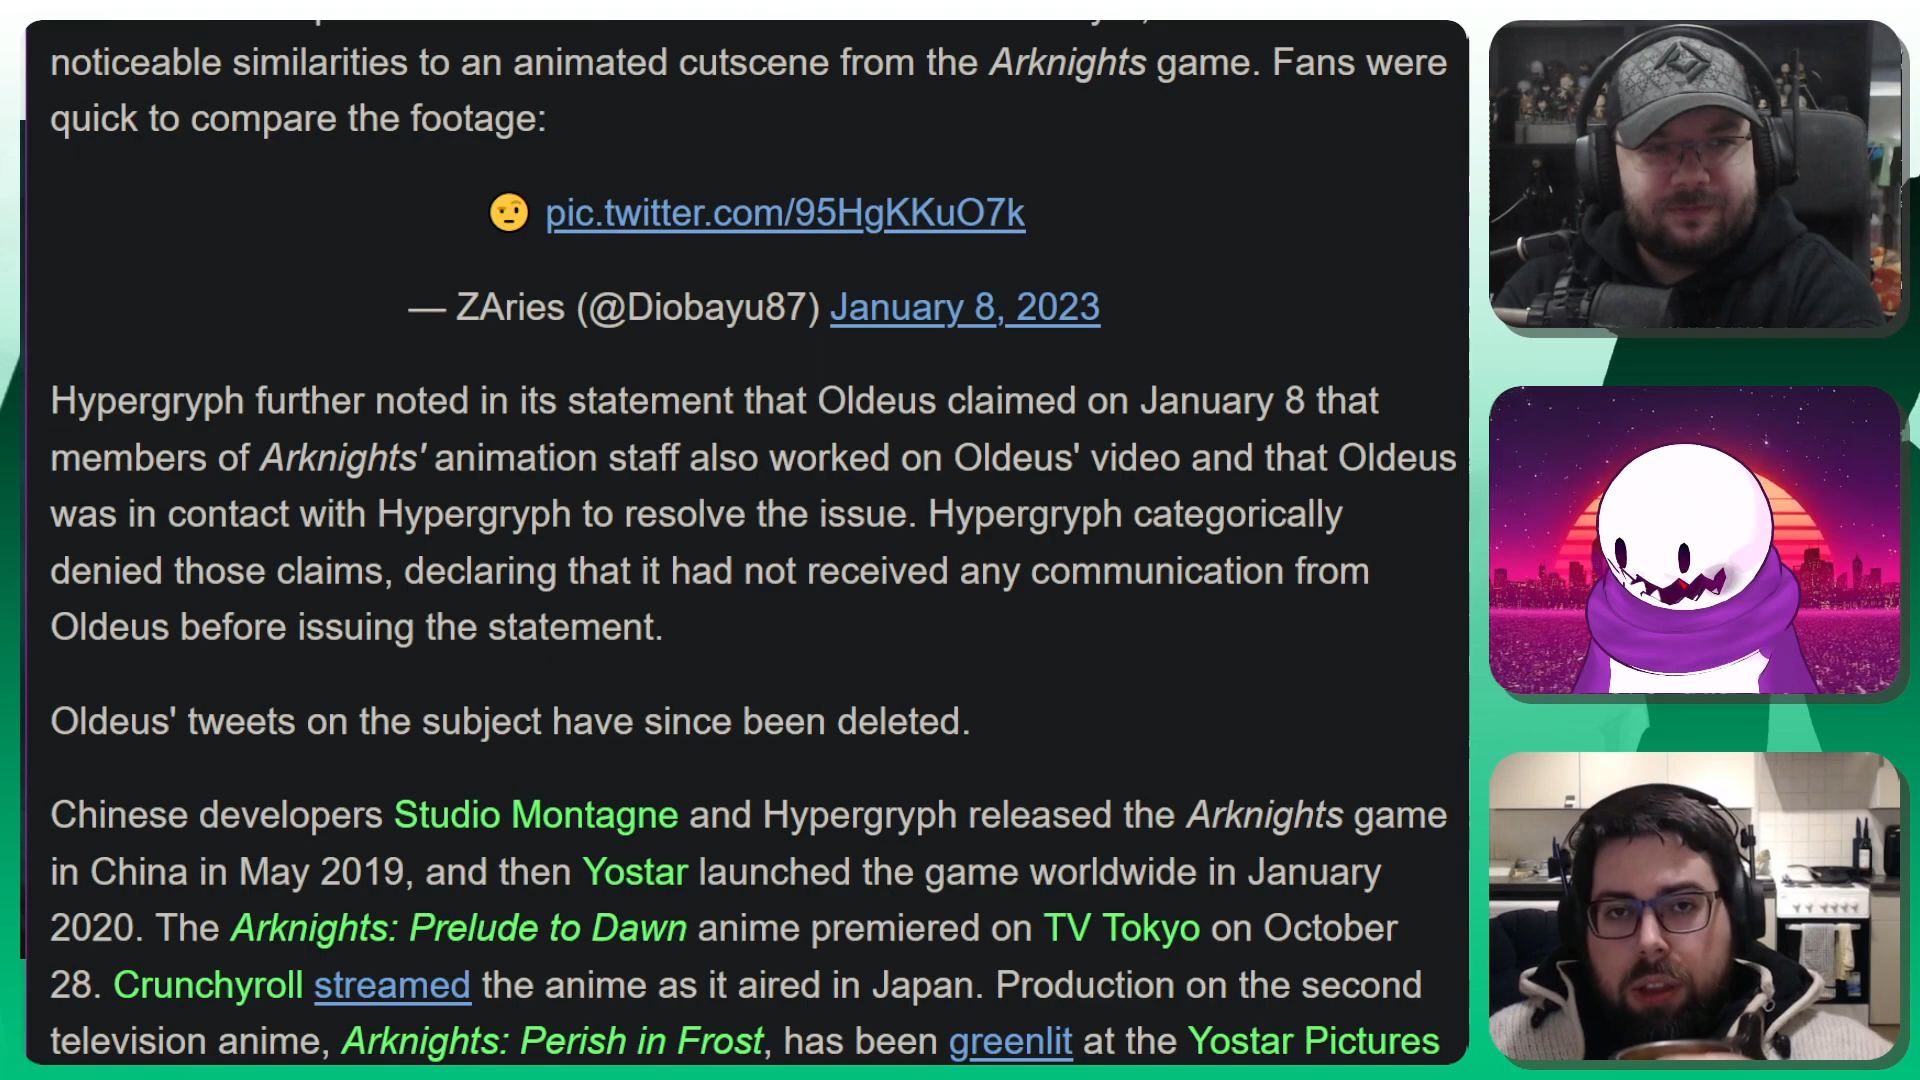 noticeable similarities to an animated cutscene from the Arknights game. Fans were
quick to compare the footage:
pic.twitter.com/95HgKKuO7k
— ZAries (@Diobayu87) January 8, 2023
Hypergryph further noted in its statement that Oldeus claimed on January 8 that
members of Arknights' animation staff also worked on Oldeus' video and that Oldeus
was in contact with Hypergryph to resolve the issue. Hypergryph categorically
denied those claims, declaring that it had not received any communication from
Oldeus before issuing the statement.
Oldeus' tweets on the subject have since been deleted.
Chinese developers Studio Montagne and Hypergryph released the Arknights game
in China in May 2019, and then Yostar launched the game worldwide in January
2020. The Arknights: Prelude to Dawn anime premiered on TV Tokyo on October
28. Crunchyroll streamed the anime as it aired in Japan. Production on the second
television anime, Arknights: Perish in Frost, has been greenlit at the Yostar Pictures